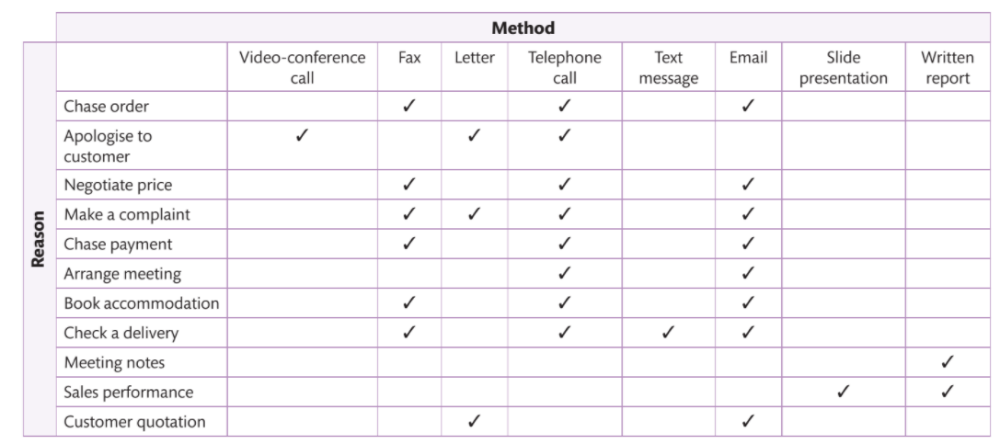 Method
Video-conference call Fax Letter Telephone call Text message Email Slide presentation Written report
Reason
Chase order ✓ ✓ ✓
Apologise to customer ✓ ✓ ✓
Negotiate price ✓ ✓ ✓
Make a complaint ✓ ✓ ✓ ✓
Chase payment ✓ ✓ ✓
Arrange meeting ✓ ✓
Book accommodation ✓ ✓ ✓
Check a delivery ✓ ✓ ✓ ✓
Meeting notes ✓
Sales performance ✓ ✓
Customer quotation ✓ ✓